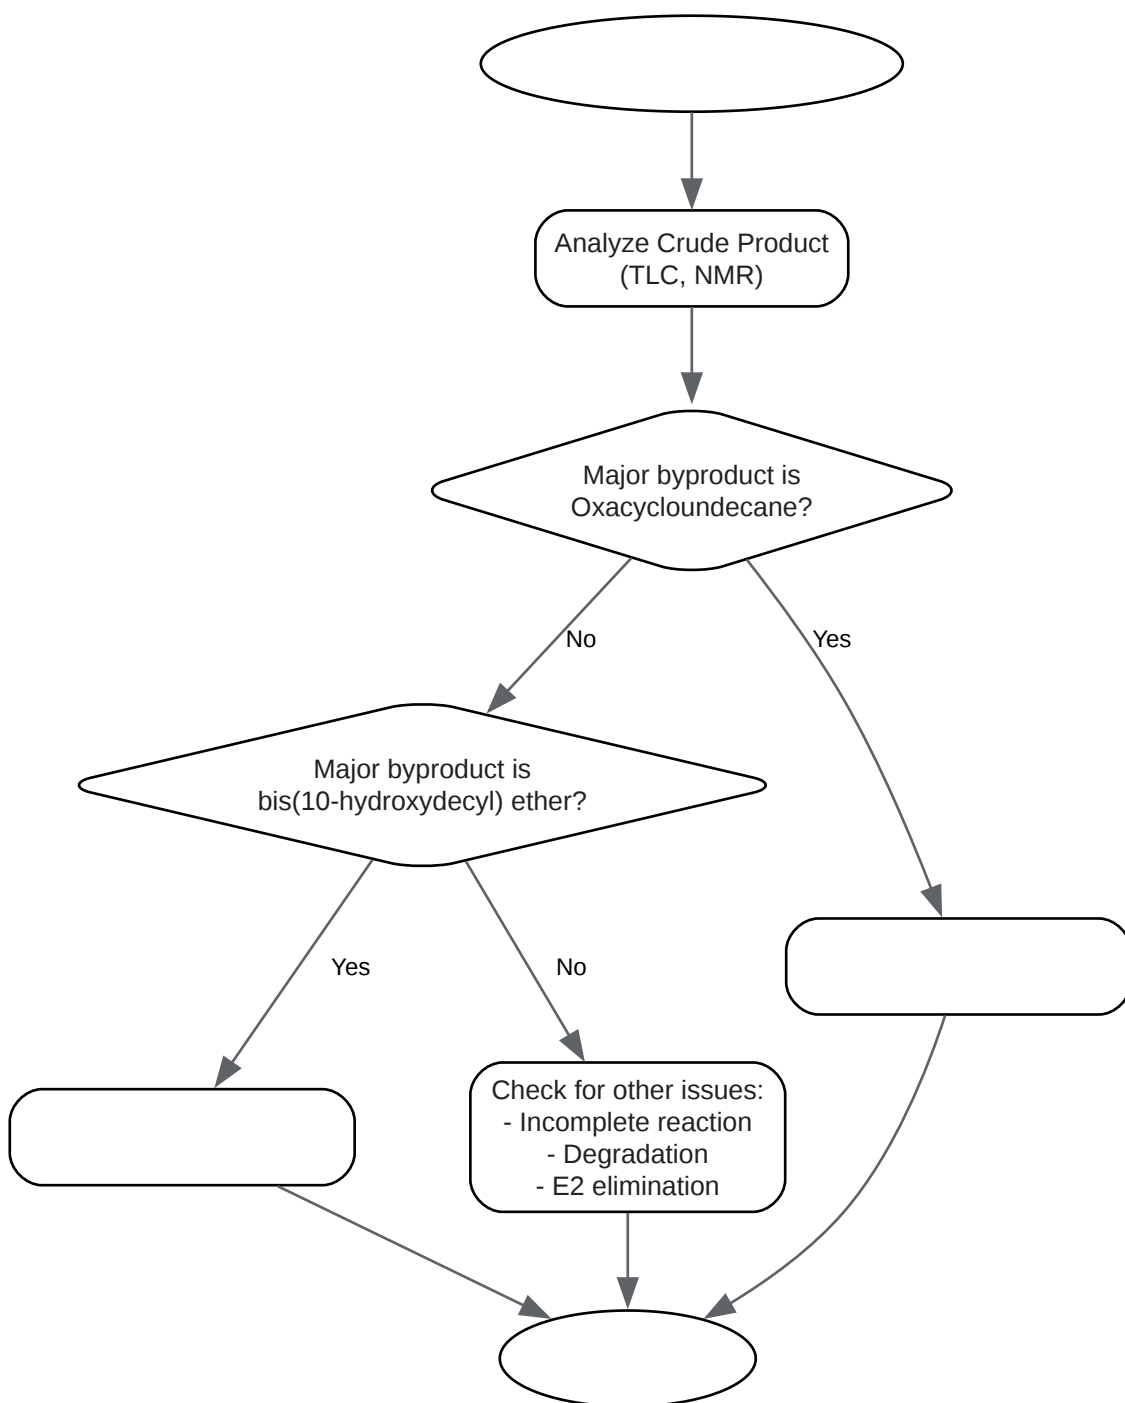 Analyze Crude Product
(TLC, NMR)
Major byproduct is
Oxacycloundecane?
No
Yes
Major byproduct is
bis(10-hydroxydecyl) ether?
Yes
No
Check for other issues:
- Incomplete reaction
- Degradation
- E2 elimination